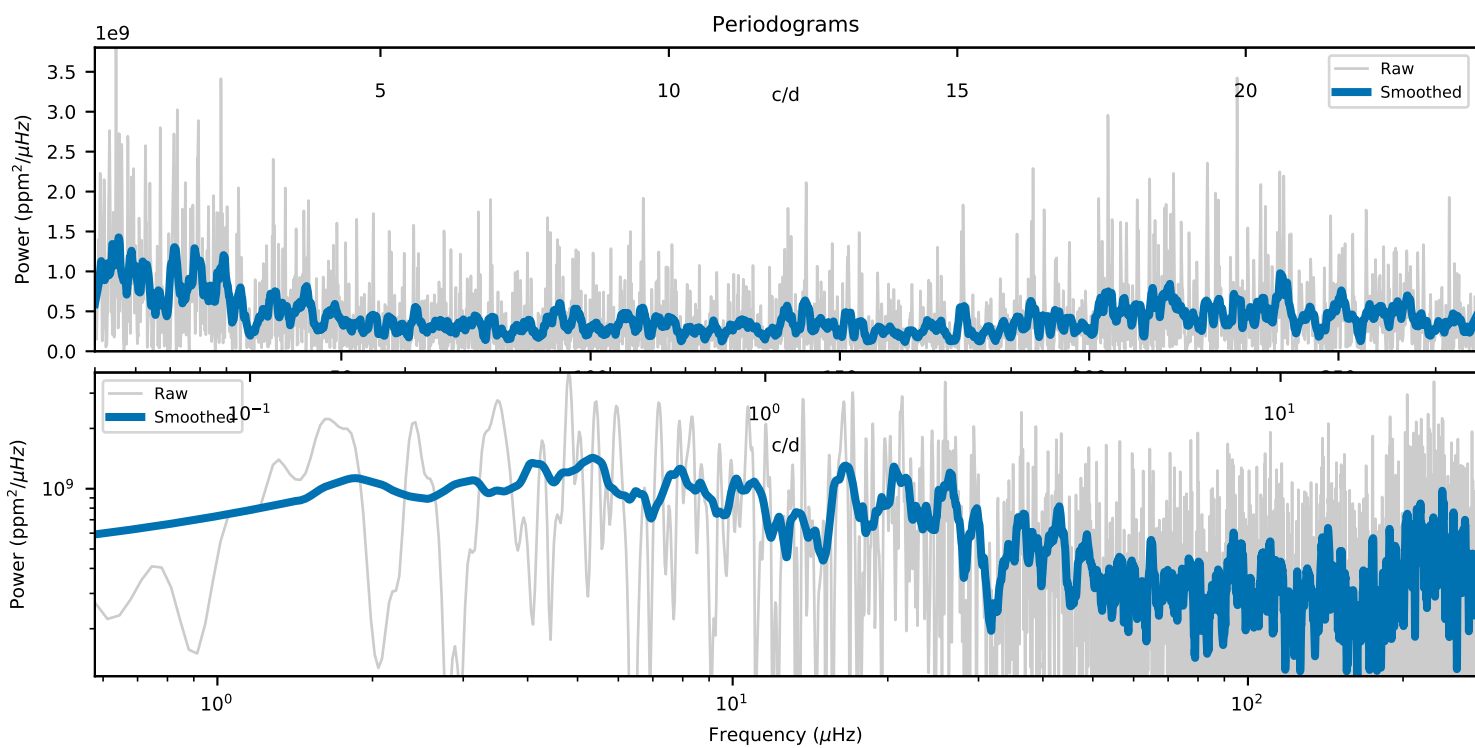 Periodograms
1e9
Power (ppm²/μHz)
3.5
3.0
2.5
2.0
1.5
1.0
0.5
0.0
5
10
15
20
c/d
Raw
Smoothed
Power (ppm²/μHz)
10⁹
Raw
Smoothed
10⁻¹
10⁰
10¹
c/d
10⁰
10¹
10²
Frequency (μHz)